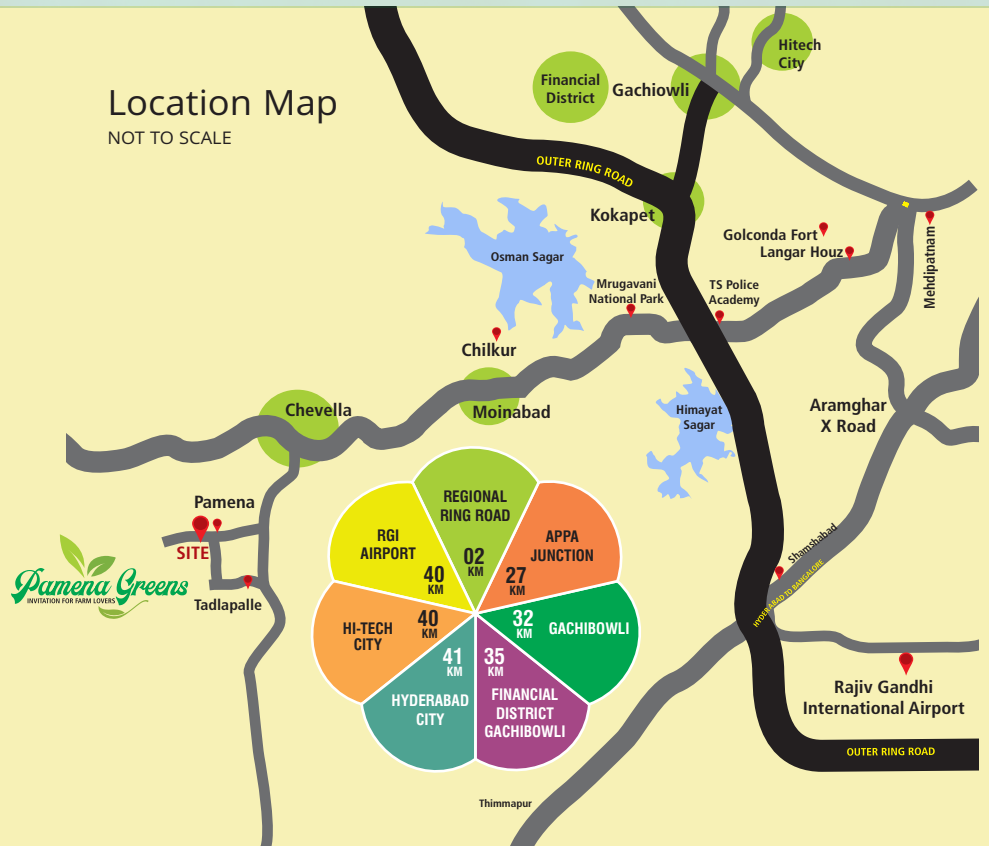 Location Map
NOT TO SCALE
Hitech
City
Financial
District
Gachiowli
OUTER RING ROAD
Kokapet
Golconda Fort
Langar Houz
Mehdipatnam
Osman Sagar
Mrugavani
National Park
TS Police
Academy
Chilkur
Chevella
Moinabad
Himayat
Sagar
Aramghar
X Road
Pamena
SITE
Pamena Greens
INVITATION FOR FARM LOVERS
Tadlapalle
REGIONAL
RING ROAD
02
KM
APPA
JUNCTION
27
KM
GACHIBOWLI
32
KM
FINANCIAL
DISTRICT
GACHIBOWLI
35
KM
HYDERABAD
CITY
41
KM
HI-TECH
CITY
40
KM
RGI
AIRPORT
40
KM
Shamshabad
HYDERABAD TO BANGALORE
Rajiv Gandhi
International Airport
OUTER RING ROAD
Thimmapur